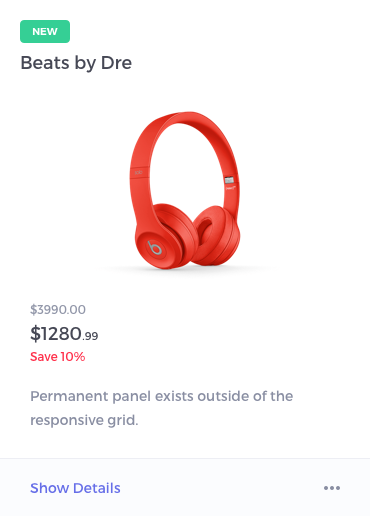 NEW
Beats by Dre
$3990.00
$1280.99
Save 10%
Permanent panel exists outside of the
responsive grid.
Show Details